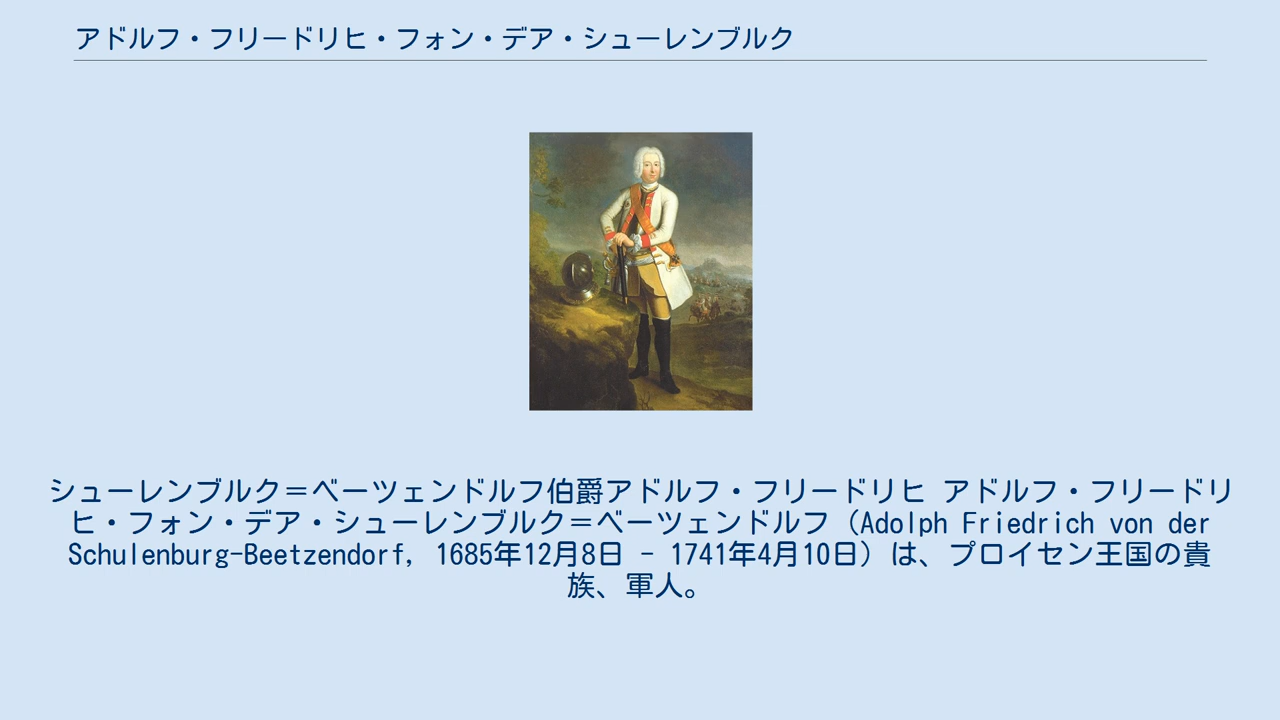 アドルフ・フリードリヒ・フォン・デア・シューレンブルク
シューレンブルク＝ベーツェンドルフ伯爵アドルフ・フリードリヒ アドルフ・フリードリ
ヒ・フォン・デア・シューレンブルク＝ベーツェンドルフ（Adolph Friedrich von der
Schulenburg-Beetzendorf, 1685年12月8日 - 1741年4月10日）は、プロイセン王国の貴
族、軍人。